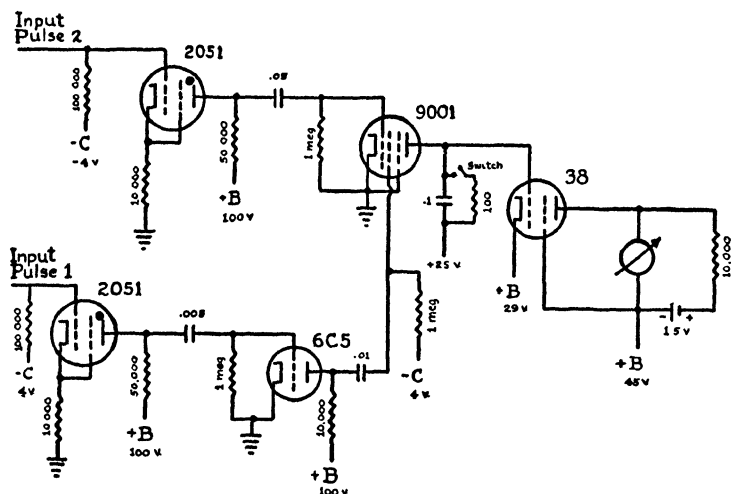 Input
Pulse 2
2051
100 000
-C
-4 v
10 000
50.000
+B
100 v
.05
1 meg
9001
Switch
.1
100
+25 v.
38
+B
29 v
10.000
- +
1 5 v
+B
45 v
Input
Pulse 1
2051
100 000
-C
4 v
10 000
50.000
+B
100 v
.005
1 meg
6C5
.01
10.000
+B
100 v
1 meg
-C
4 v.